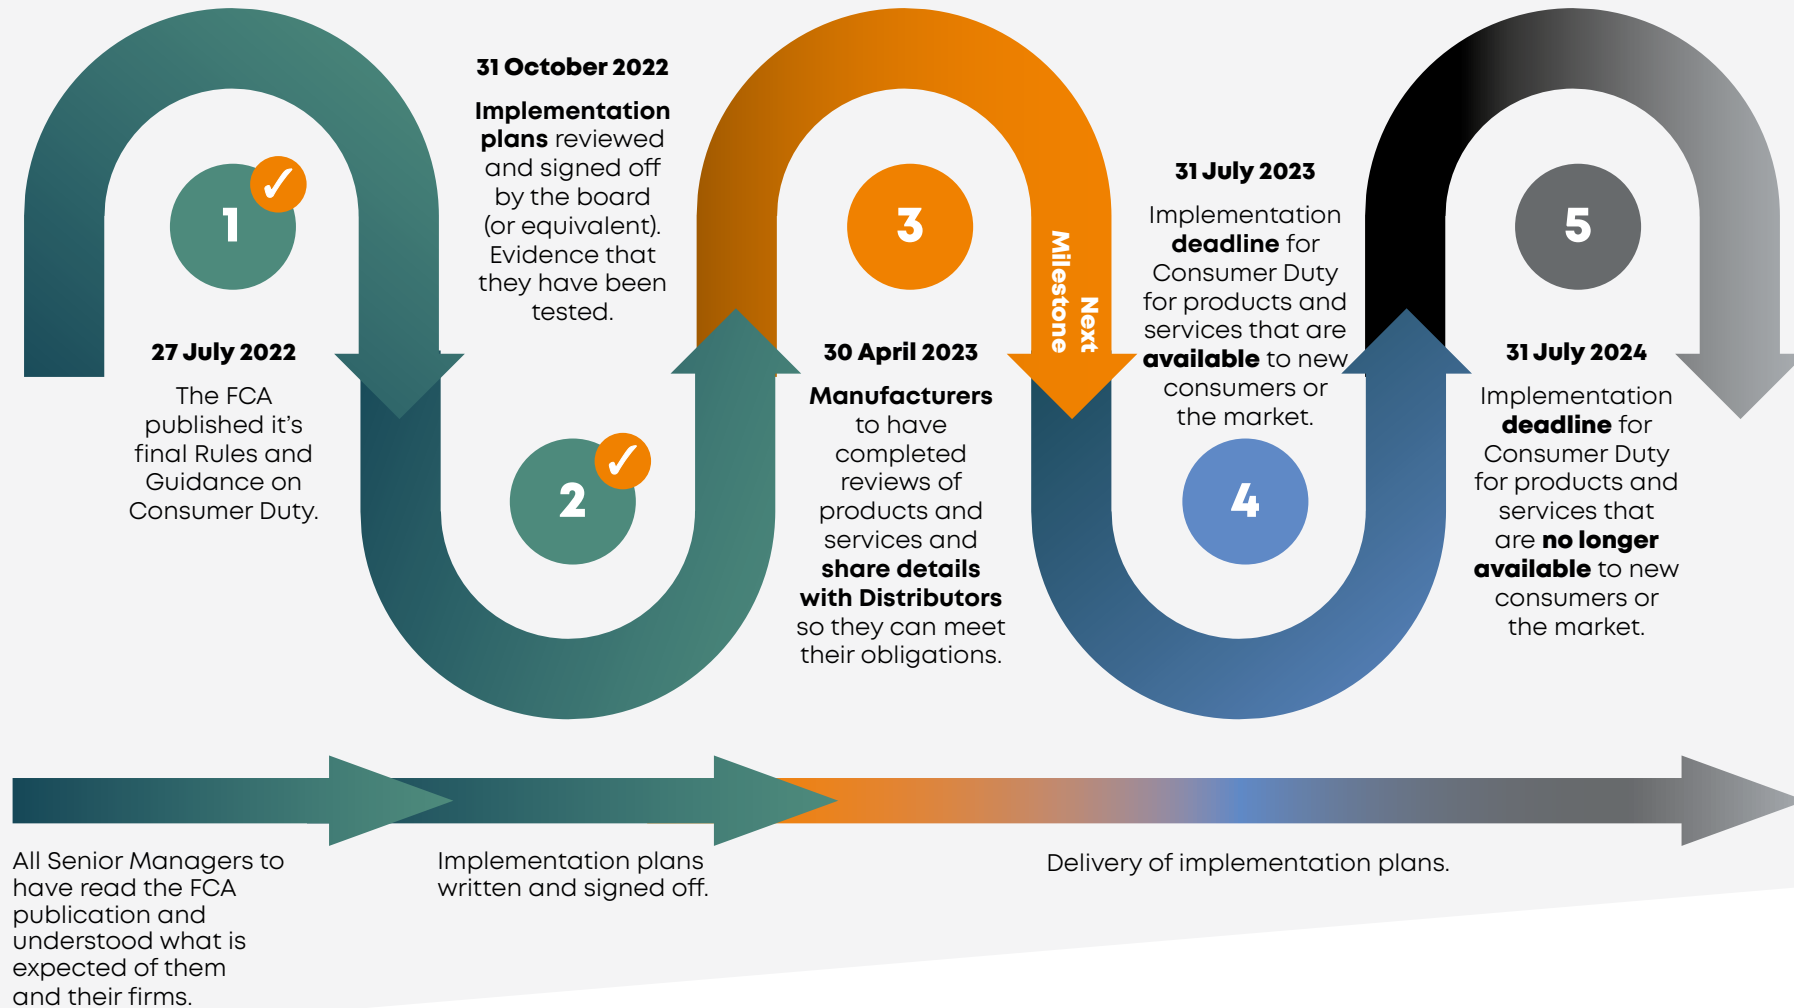 1
✓
27 July 2022
The FCA
published it's
final Rules and
Guidance on
Consumer Duty.
31 October 2022
Implementation
plans reviewed
and signed off
by the board
(or equivalent).
Evidence that
they have been
tested.
2
✓
3
30 April 2023
Manufacturers
to have
completed
reviews of
products and
services and
share details
with Distributors
so they can meet
their obligations.
Next
Milestone
31 July 2023
Implementation
deadline for
Consumer Duty
for products and
services that are
available to new
consumers or
the market.
4
5
31 July 2024
Implementation
deadline for
Consumer Duty
for products and
services that
are no longer
available to new
consumers or
the market.
All Senior Managers to
have read the FCA
publication and
understood what is
expected of them
and their firms.
Implementation plans
written and signed off.
Delivery of implementation plans.